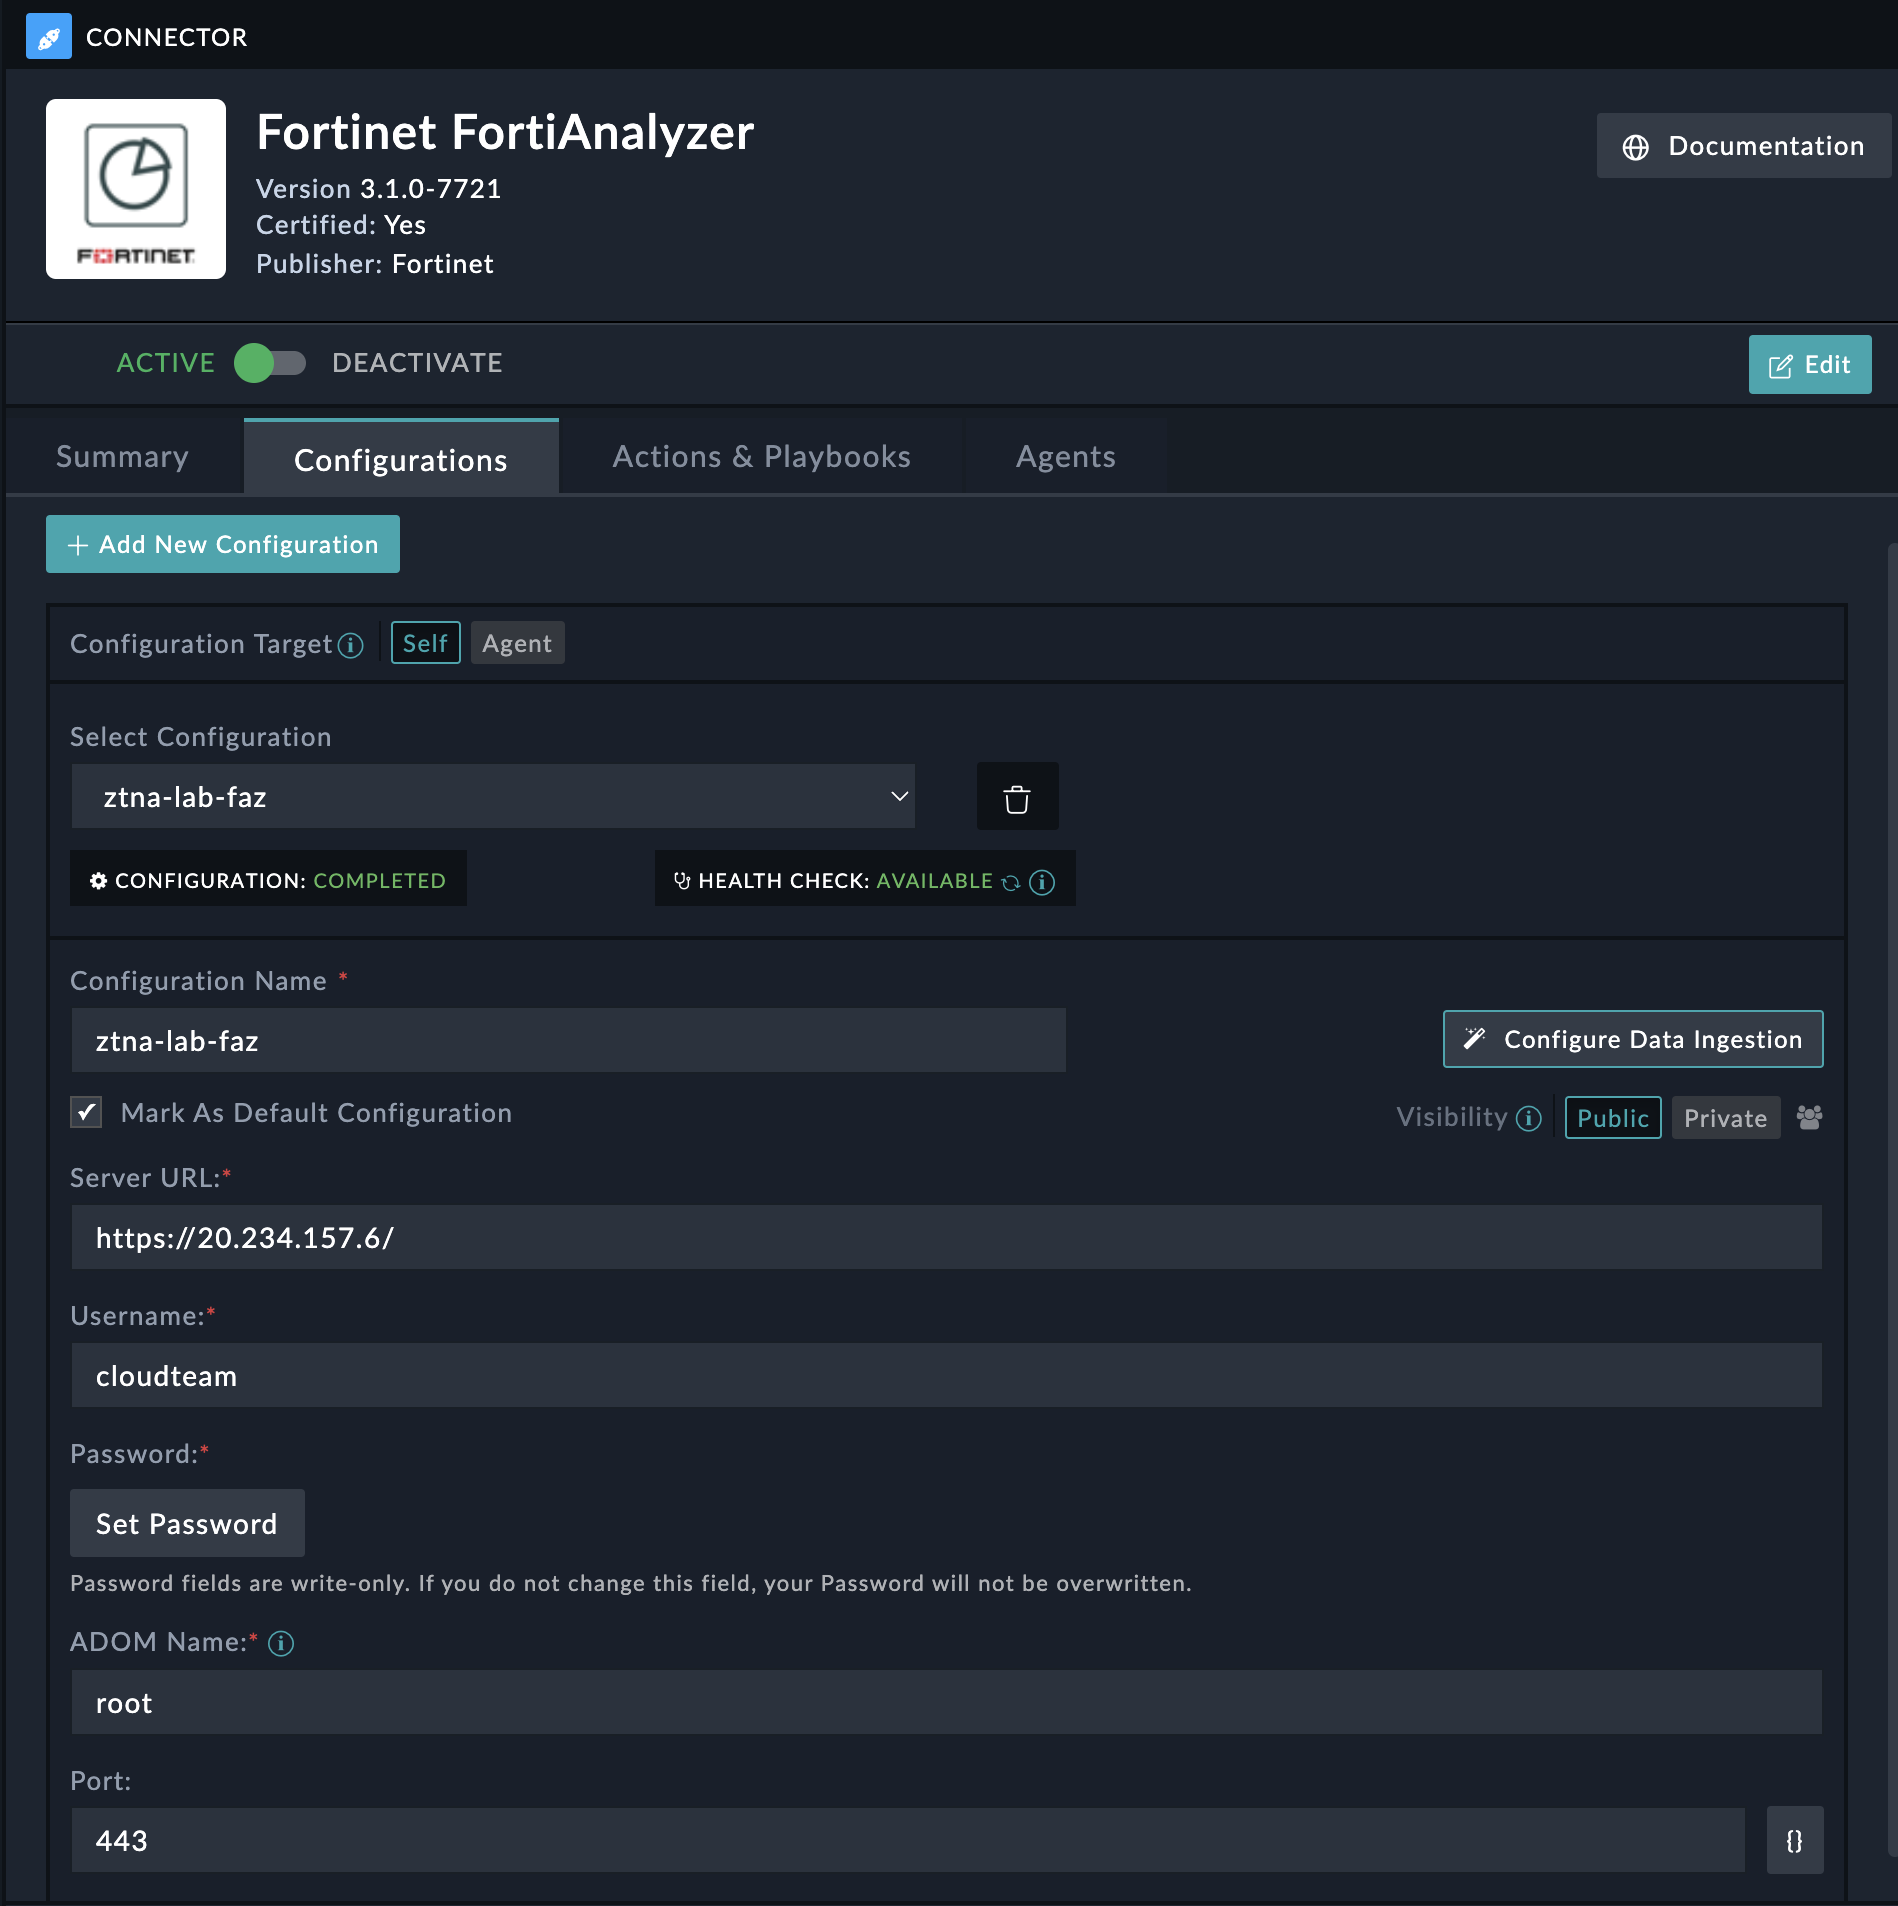 CONNECTOR
FORTINET
Fortinet FortiAnalyzer
Version 3.1.0-7721
Certified: Yes
Publisher: Fortinet
Documentation
ACTIVE DEACTIVATE
Edit
Summary Configurations Actions & Playbooks Agents
+ Add New Configuration
Configuration Target Self Agent
Select Configuration
ztna-lab-faz
CONFIGURATION: COMPLETED
HEALTH CHECK: AVAILABLE
Configuration Name *
ztna-lab-faz
Configure Data Ingestion
Mark As Default Configuration
Visibility Public Private
Server URL:*
https://20.234.157.6/
Username:*
cloudteam
Password:*
Set Password
Password fields are write-only. If you do not change this field, your Password will not be overwritten.
ADOM Name:*
root
Port:
443
{}